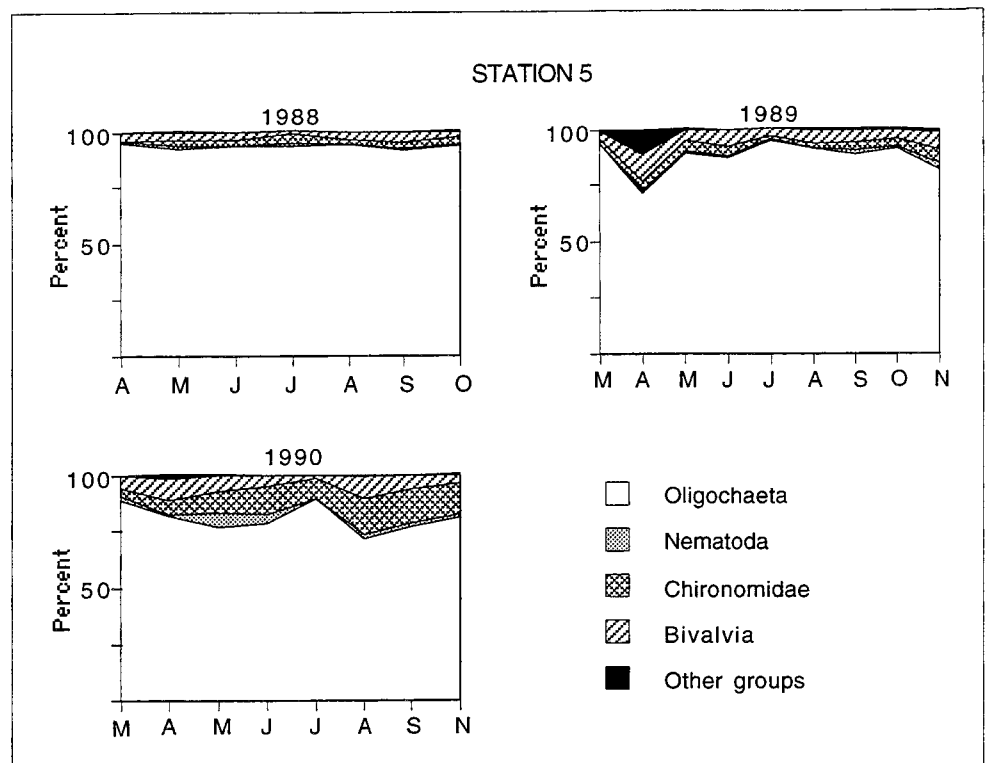 STATION 5
1988
100
50
Percent
A M J J A S O
1989
100
50
Percent
M A M J J A S O N
1990
100
50
Percent
M A M J J A S N
Oligochaeta
Nematoda
Chironomidae
Bivalvia
Other groups